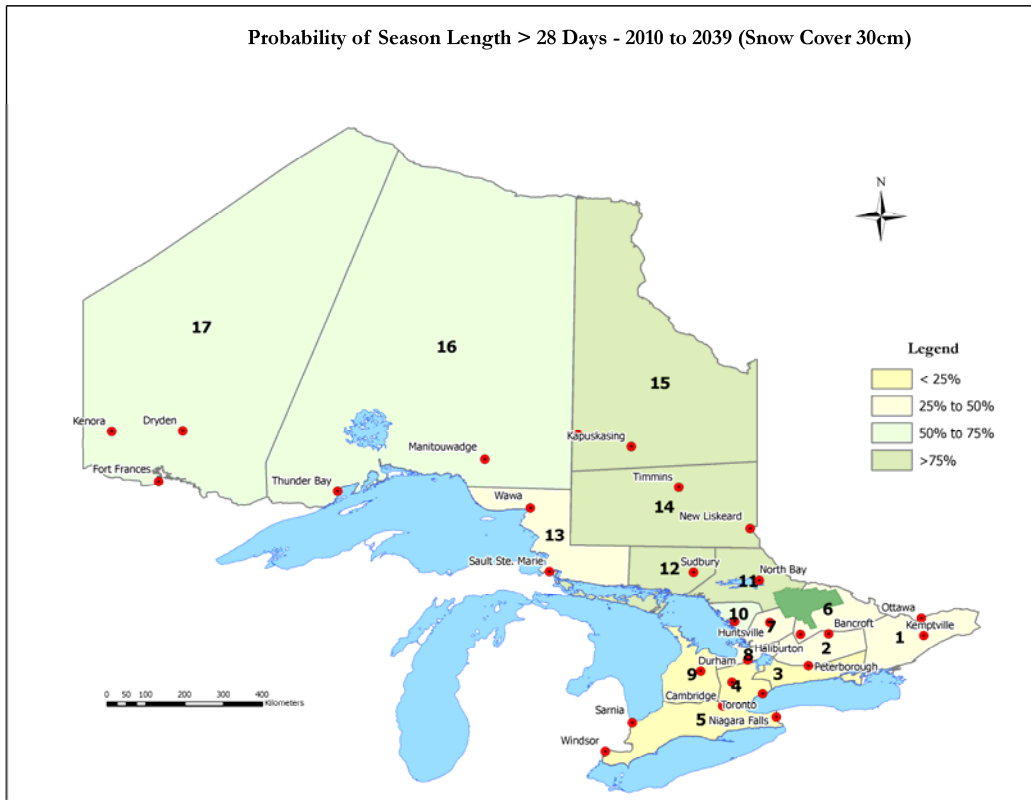 Probability of Season Length > 28 Days - 2010 to 2039 (Snow Cover 30cm)
N
17
16
15
Legend
< 25%
25% to 50%
50% to 75%
>75%
Kenora
Dryden
Kapuskasing
Manitouwadge
Fort Frances
Thunder Bay
Timmins
Wawa
14
New Liskeard
13
Sault Ste. Marie
12
Sudbury
11
North Bay
10
6
Ottawa
7
Bancroft
Kemptville
Huntsville
1
Haliburton
2
8
Durham
Peterborough
9
3
4
Cambridge
Toronto
Sarnia
5
Niagara Falls
Windsor
0 50 100 200 300 400
Kilometers